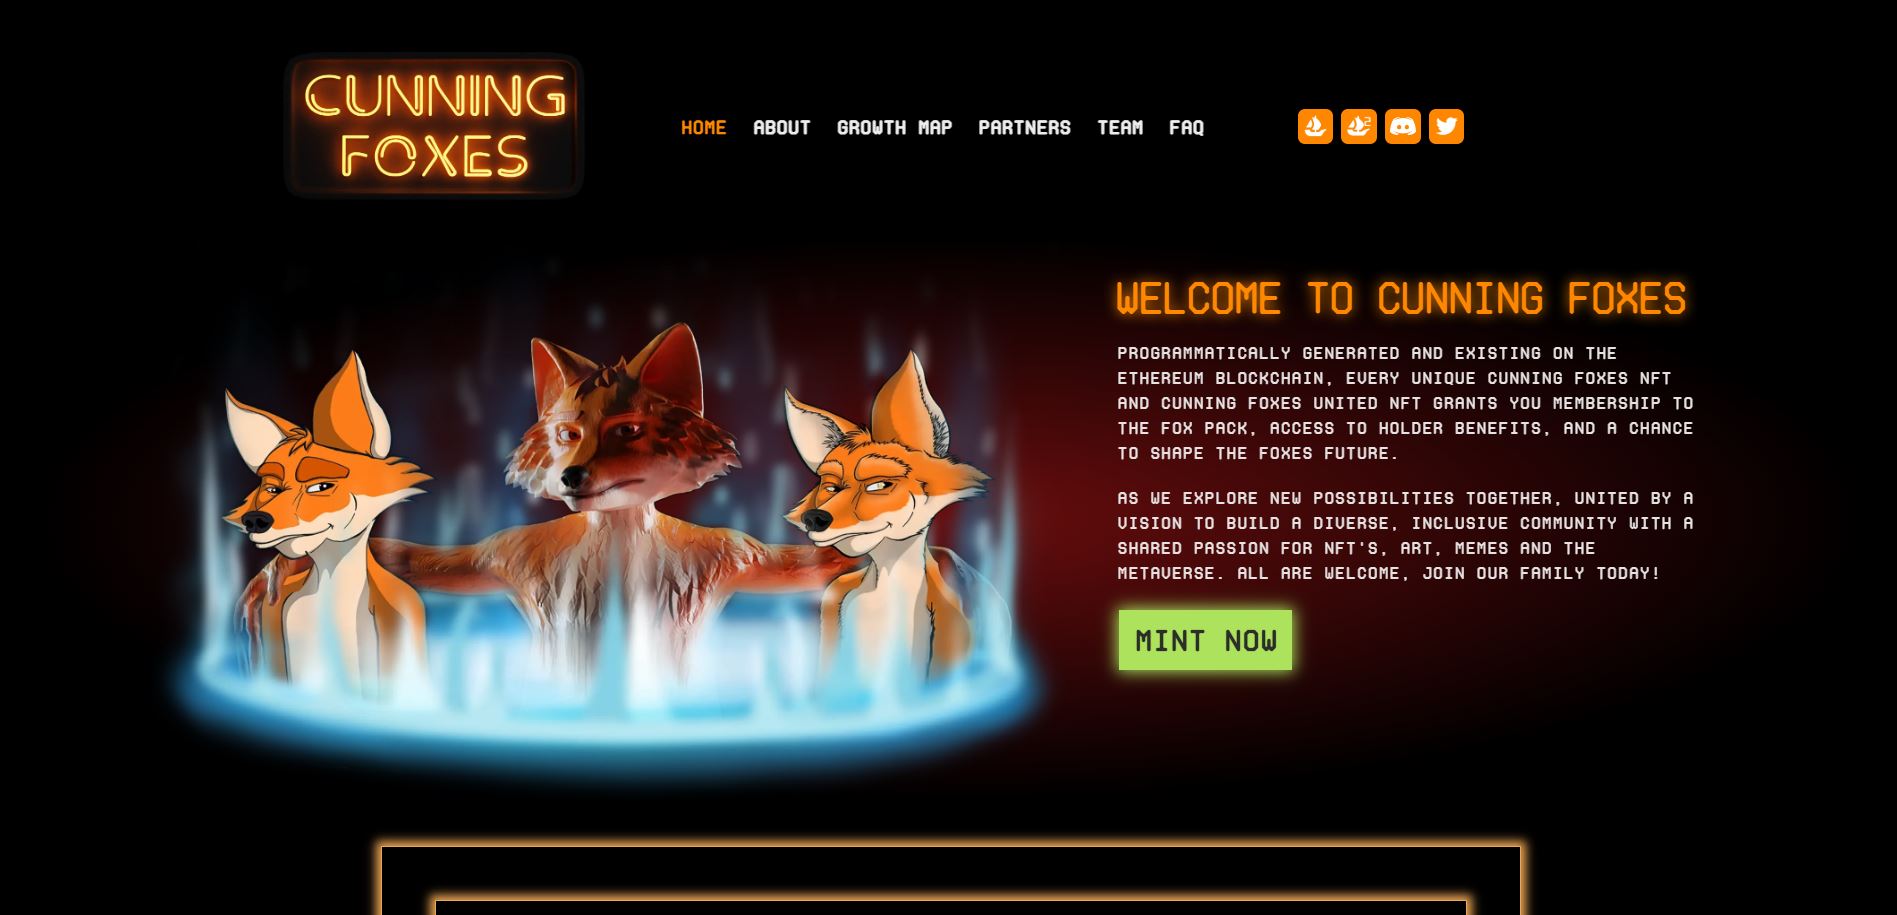 CUNNING
FOXES
HOME ABOUT GROWTH MAP PARTNERS TEAM FAQ
2
WELCOME TO CUNNING FOXES
PROGRAMMATICALLY GENERATED AND EXISTING ON THE
ETHEREUM BLOCKCHAIN, EVERY UNIQUE CUNNING FOXES NFT
AND CUNNING FOXES UNITED NFT GRANTS YOU MEMBERSHIP TO
THE FOX PACK, ACCESS TO HOLDER BENEFITS, AND A CHANCE
TO SHAPE THE FOXES FUTURE.
AS WE EXPLORE NEW POSSIBILITIES TOGETHER, UNITED BY A
VISION TO BUILD A DIVERSE, INCLUSIVE COMMUNITY WITH A
SHARED PASSION FOR NFT'S, ART, MEMES AND THE
METAVERSE. ALL ARE WELCOME, JOIN OUR FAMILY TODAY!
MINT NOW